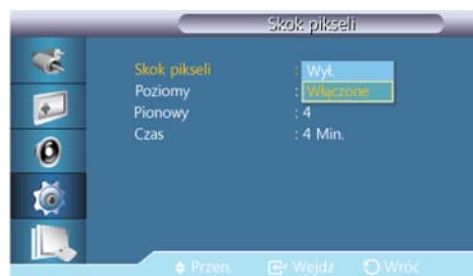 Skok pikseli
Skok pikseli : Wył.
Poziomy : Włączone
Pionowy : 4
Czas : 4 Min.
Przen. Wejdź Wróć